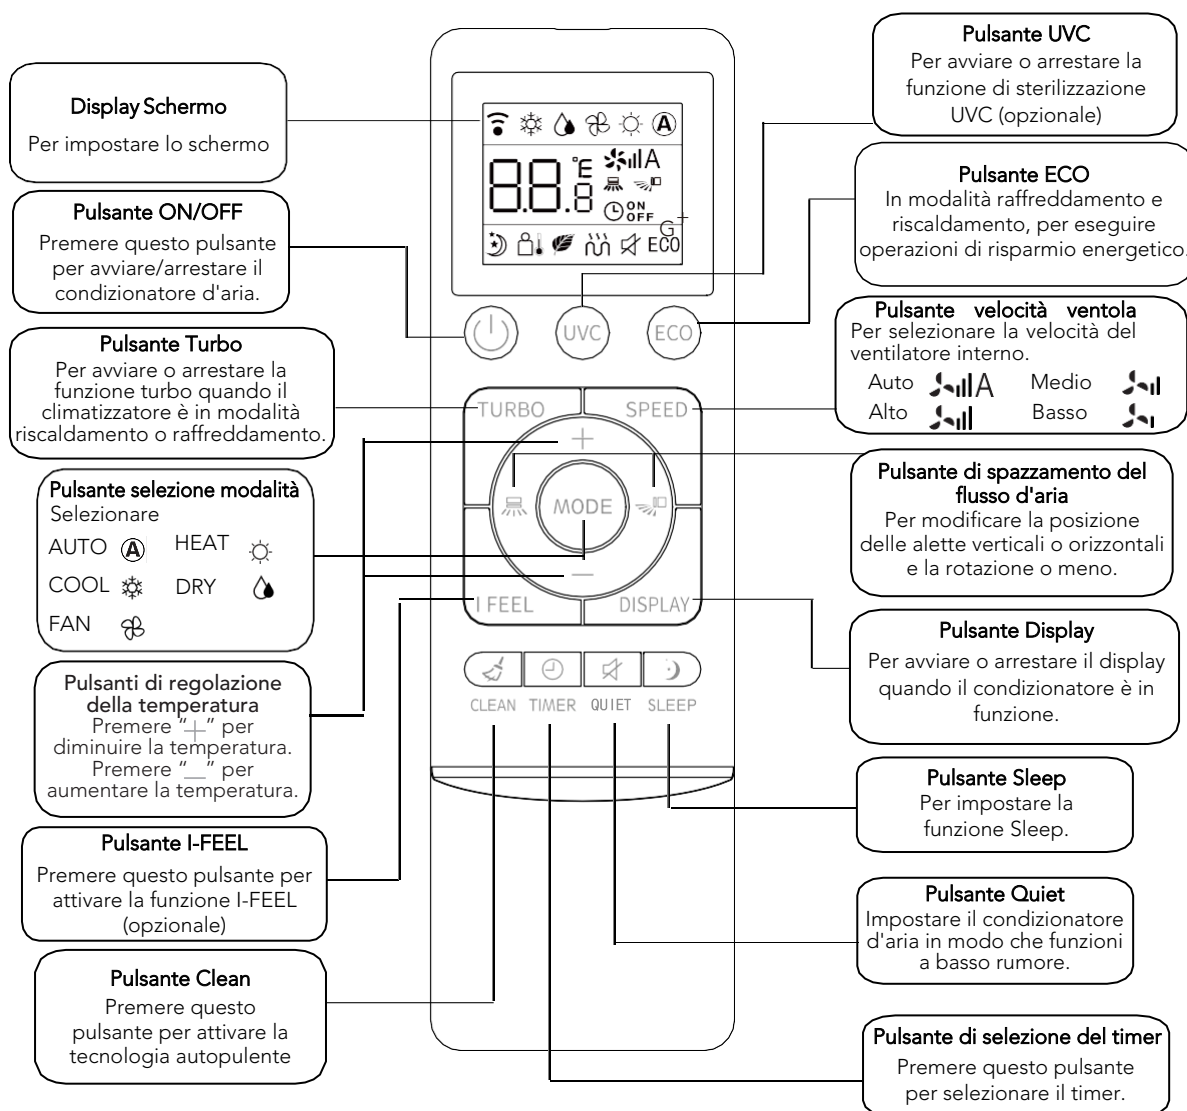 Display Schermo
Per impostare lo schermo
Pulsante ON/OFF
Premere questo pulsante
per avviare/arrestare il
condizionatore d'aria.
Pulsante Turbo
Per avviare o arrestare la
funzione turbo quando il
climatizzatore è in modalità
riscaldamento o raffreddamento.
Pulsante selezione modalità
Selezionare
AUTO A HEAT
COOL DRY
FAN
Pulsanti di regolazione
della temperatura
Premere “+” per
diminuire la temperatura.
Premere “_” per
aumentare la temperatura.
Pulsante I-FEEL
Premere questo pulsante per
attivare la funzione I-FEEL
(opzionale)
Pulsante Clean
Premere questo
pulsante per attivare la
tecnologia autopulente
A
88.8 °E A
ON
OFF
G+
ECO
UVC ECO
TURBO SPEED
+
MODE
−
I FEEL DISPLAY
CLEAN TIMER QUIET SLEEP
Pulsante UVC
Per avviare o arrestare la
funzione di sterilizzazione
UVC (opzionale)
Pulsante ECO
In modalità raffreddamento e
riscaldamento, per eseguire
operazioni di risparmio energetico.
Pulsante velocità ventola
Per selezionare la velocità del
ventilatore interno.
Auto A Medio
Alto Basso
Pulsante di spazzamento del
flusso d'aria
Per modificare la posizione
delle alette verticali o orizzontali
e la rotazione o meno.
Pulsante Display
Per avviare o arrestare il display
quando il condizionatore è in
funzione.
Pulsante Sleep
Per impostare la
funzione Sleep.
Pulsante Quiet
Impostare il condizionatore
d'aria in modo che funzioni
a basso rumore.
Pulsante di selezione del timer
Premere questo pulsante
per selezionare il timer.